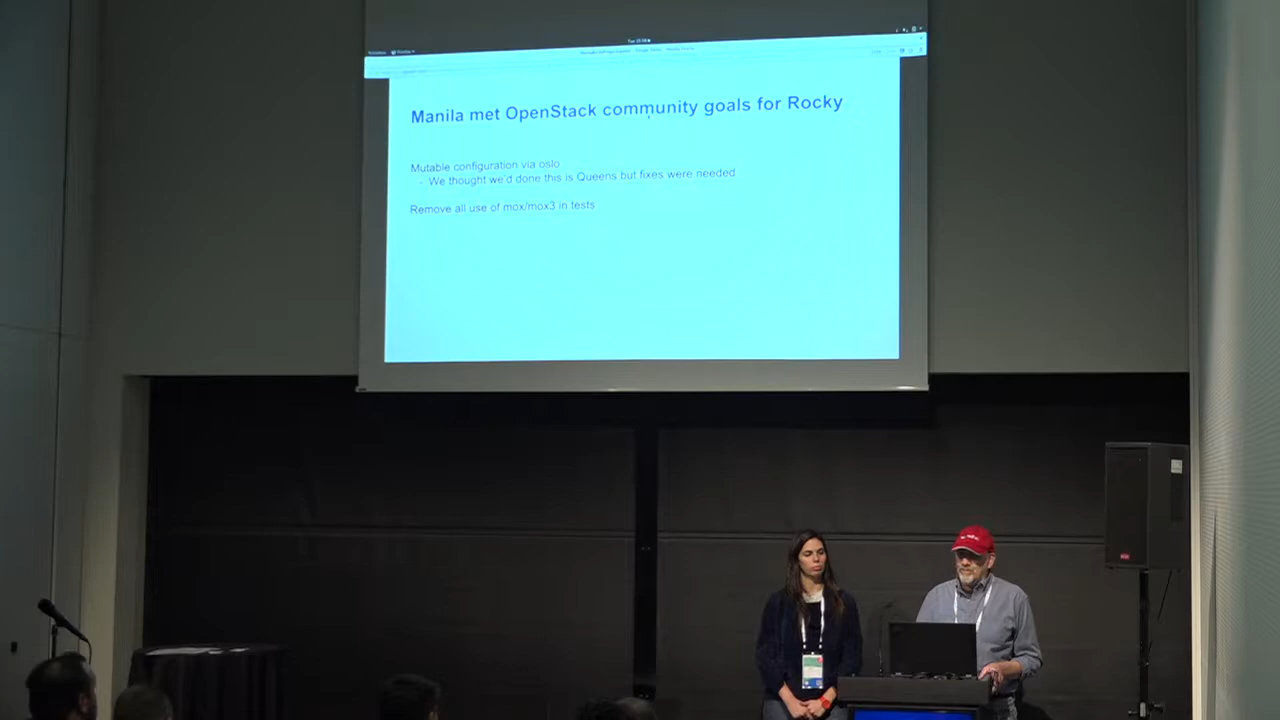 Manila met OpenStack community goals for Rocky
Mutable configuration via oslo
- We thought we'd done this is Queens but fixes were needed
Remove all use of mox/mox3 in tests